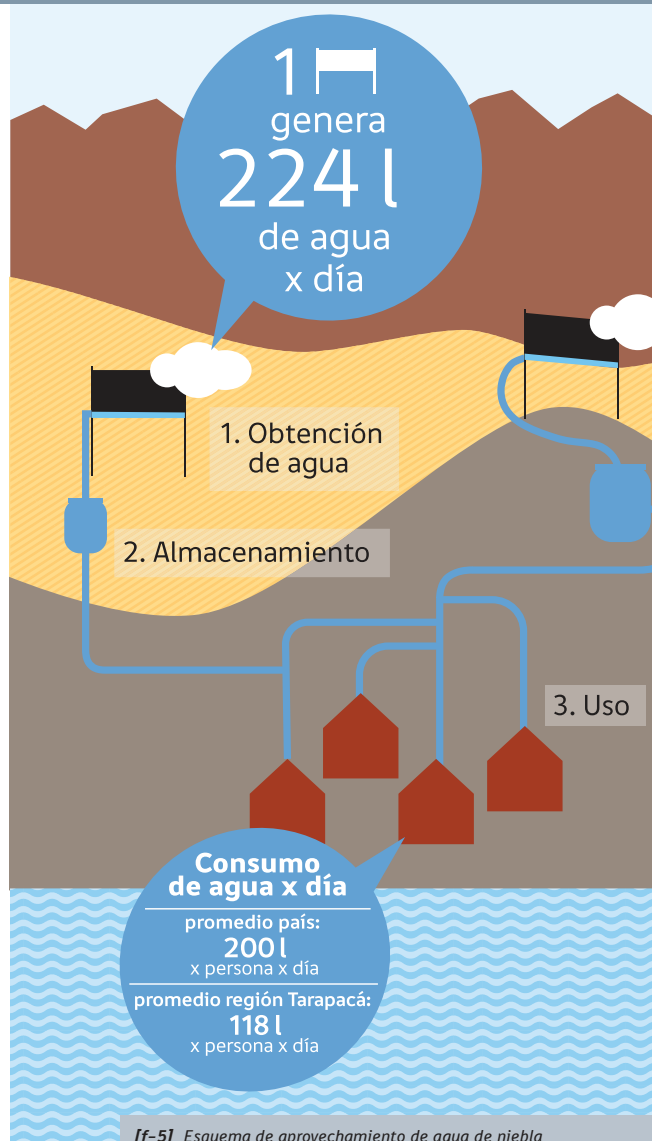 1
genera
224 l
de agua
x día
1. Obtención
de agua
2. Almacenamiento
3. Uso
Consumo
de agua x día
promedio país:
200 l
x persona x día
promedio región Tarapacá:
118 l
x persona x día
[f-5] Esquema de aprovechamiento de agua de niebla